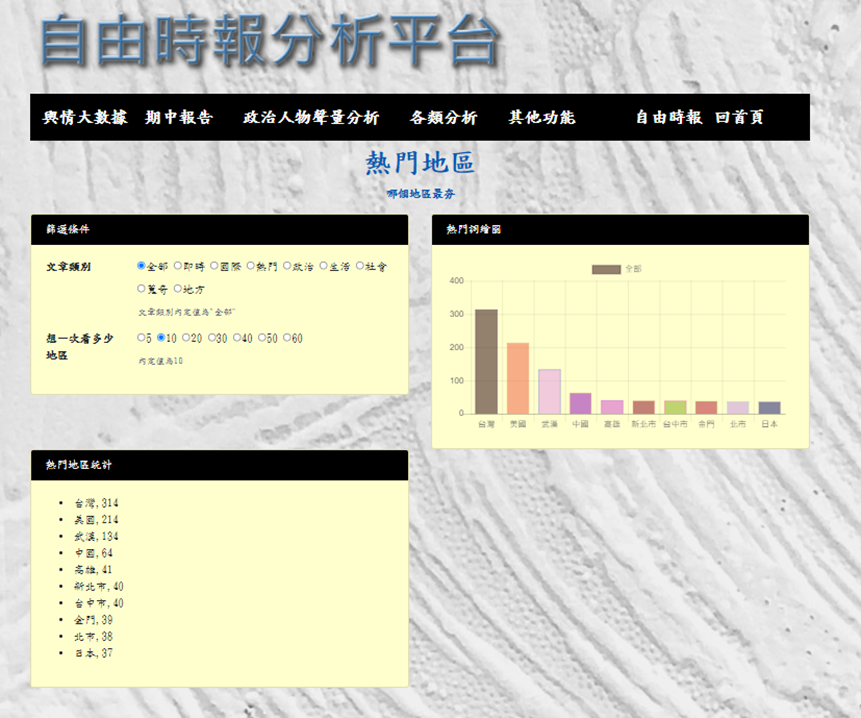 自由時報分析平台
輿情大數據 期中報告 政治人物聲量分析 各類分析 其他功能 自由時報 回首頁
熱門地區
哪個地區最夯
篩選條件
文章類別
全部 即時 國際 熱門 政治 生活 社會
蒐奇 地方
文章類別內定值為"全部"
想一次看多少
地區
5 10 20 30 40 50 60
內定值為10
熱門詞繪圖
全部
400
300
200
100
0
台灣 美國 武漢 中國 高雄 新北市 台中市 金門 北市 日本
熱門地區統計
• 台灣, 314
• 美國, 214
• 武漢, 134
• 中國, 64
• 高雄, 41
• 新北市, 40
• 台中市, 40
• 金門, 39
• 北市, 38
• 日本, 37